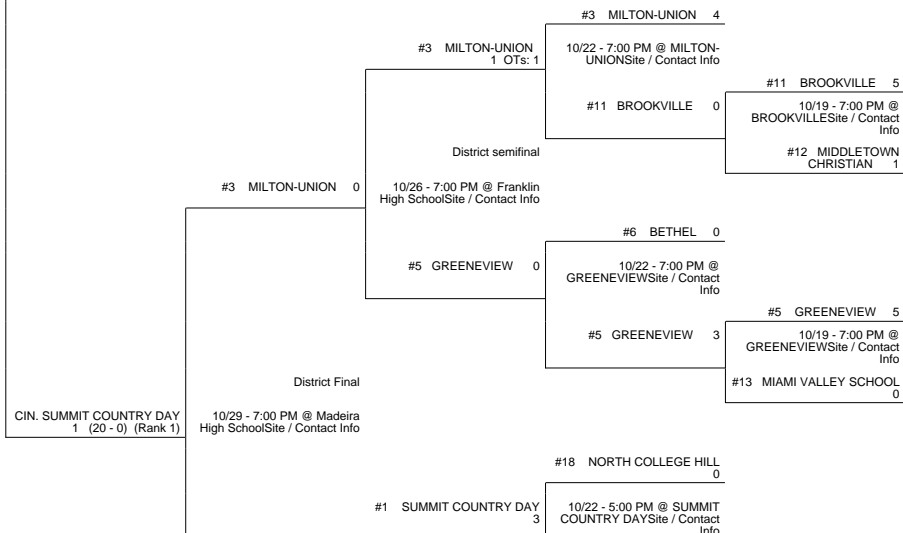 #3 MILTON-UNION 4
#3 MILTON-UNION
1 OTs: 1
10/22 - 7:00 PM @ MILTON-
UNIONSite / Contact Info
#11 BROOKVILLE 5
#11 BROOKVILLE 0
10/19 - 7:00 PM @
BROOKVILLESite / Contact
Info
District semifinal
#12 MIDDLETOWN
CHRISTIAN 1
#3 MILTON-UNION 0
10/26 - 7:00 PM @ Franklin
High SchoolSite / Contact Info
#6 BETHEL 0
#5 GREENEVIEW 0
10/22 - 7:00 PM @
GREENEVIEWSite / Contact
Info
#5 GREENEVIEW 5
#5 GREENEVIEW 3
10/19 - 7:00 PM @
GREENEVIEWSite / Contact
Info
District Final
#13 MIAMI VALLEY SCHOOL
0
CIN. SUMMIT COUNTRY DAY
1 (20 - 0) (Rank 1)
10/29 - 7:00 PM @ Madeira
High SchoolSite / Contact Info
#18 NORTH COLLEGE HILL
0
#1 SUMMIT COUNTRY DAY
3
10/22 - 5:00 PM @ SUMMIT
COUNTRY DAYSite / Contact
Info